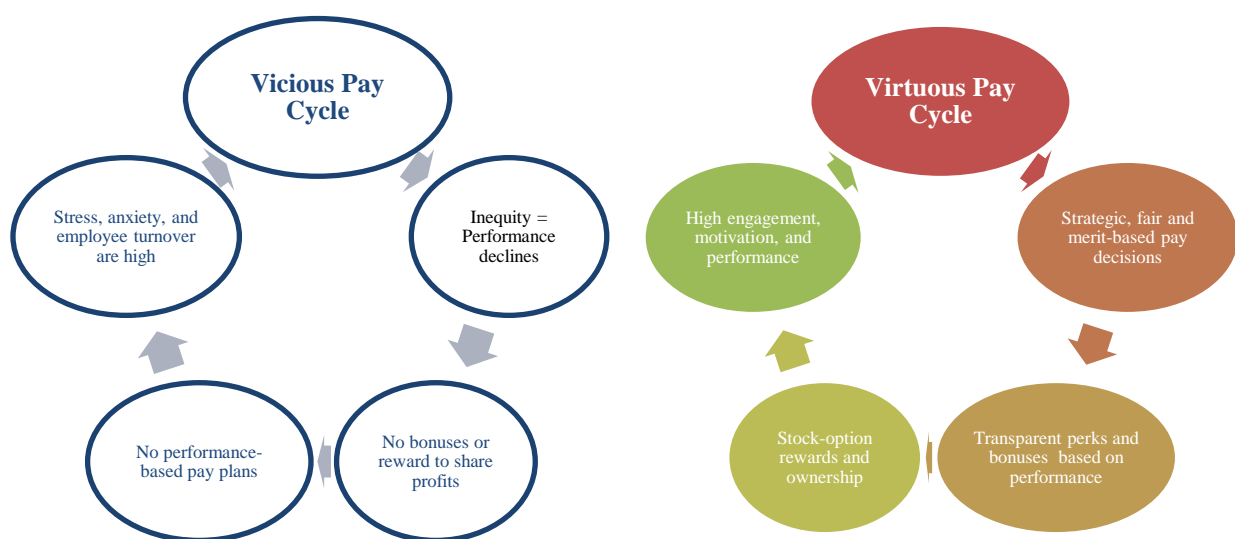 Vicious Pay
Cycle
Inequity =
Performance
declines
No bonuses or
reward to share
profits
No performance-
based pay plans
Stress, anxiety, and
employee turnover
are high
Virtuous Pay
Cycle
Strategic, fair and
merit-based pay
decisions
Transparent perks and
bonuses  based on
performance
Stock-option
rewards and
ownership
High engagement,
motivation, and
performance